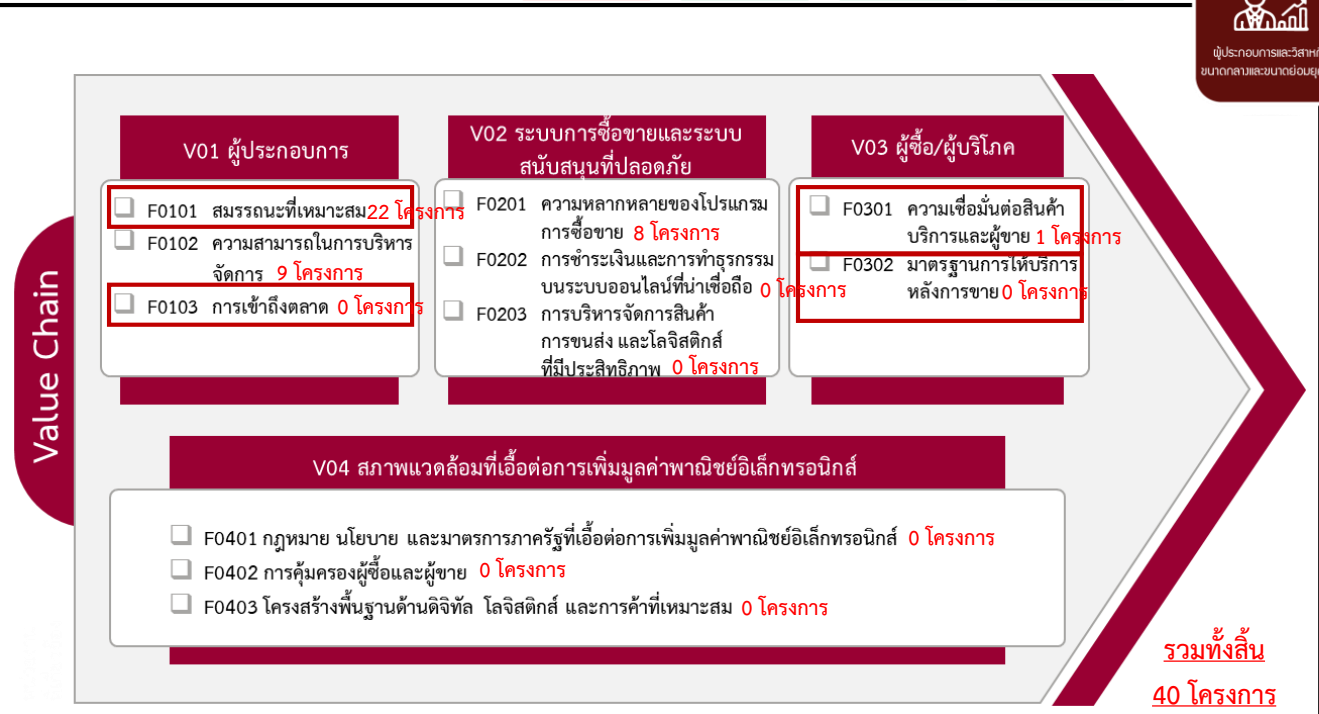 ผู้ประกอบการและวิสาหกิ
ขนาดกลางและขนาดย่อมยุ
Value Chain
V01 ผู้ประกอบการ
F0101 สมรรถนะที่เหมาะสม 22 โครงการ
F0102 ความสามารถในการบริหาร
จัดการ 9 โครงการ
F0103 การเข้าถึงตลาด 0 โครงการ
V02 ระบบการซื้อขายและระบบ
สนับสนุนที่ปลอดภัย
F0201 ความหลากหลายของโปรแกรม
การซื้อขาย 8 โครงการ
F0202 การชำระเงินและการทำธุรกรรม
บนระบบออนไลน์ที่น่าเชื่อถือ 0 โครงการ
F0203 การบริหารจัดการสินค้า
การขนส่ง และโลจิสติกส์
ที่มีประสิทธิภาพ 0 โครงการ
V03 ผู้ซื้อ/ผู้บริโภค
F0301 ความเชื่อมั่นต่อสินค้า
บริการและผู้ขาย 1 โครงการ
F0302 มาตรฐานการให้บริการ
หลังการขาย 0 โครงการ
V04 สภาพแวดล้อมที่เอื้อต่อการเพิ่มมูลค่าพาณิชย์อิเล็กทรอนิกส์
F0401 กฎหมาย นโยบาย และมาตรการภาครัฐที่เอื้อต่อการเพิ่มมูลค่าพาณิชย์อิเล็กทรอนิกส์ 0 โครงการ
F0402 การคุ้มครองผู้ซื้อและผู้ขาย 0 โครงการ
F0403 โครงสร้างพื้นฐานด้านดิจิทัล โลจิสติกส์ และการค้าที่เหมาะสม 0 โครงการ
รวมทั้งสิ้น
40 โครงการ